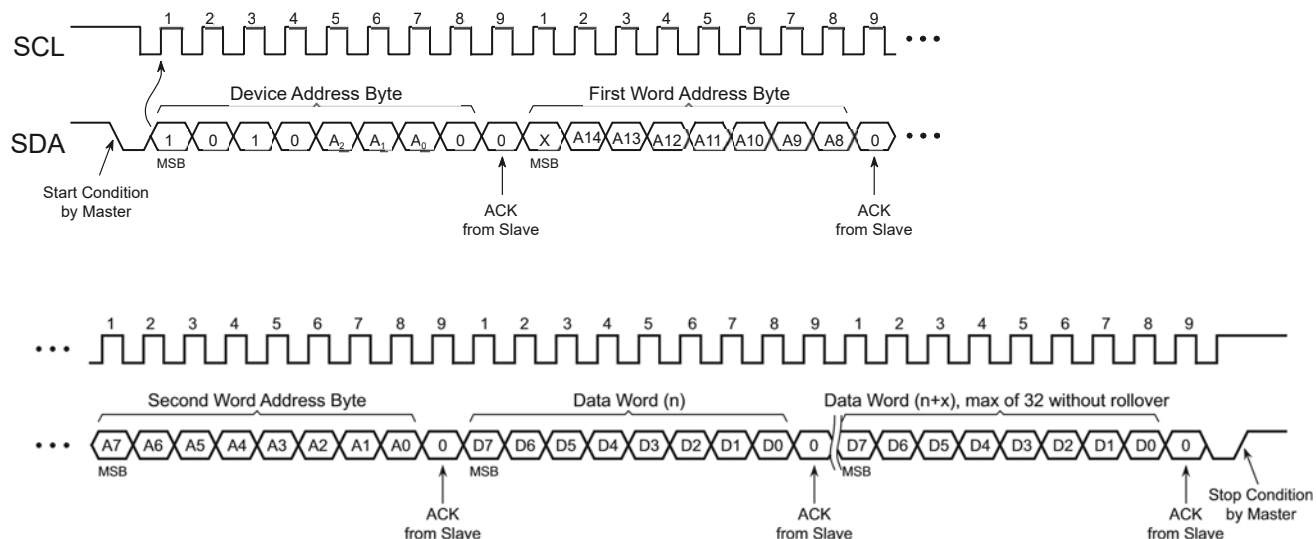 1 2 3 4 5 6 7 8 9 1 2 3 4 5 6 7 8 9
SCL •••
Device Address Byte First Word Address Byte
SDA 1 0 1 0 A2 A1 A0 0 0 X A14 A13 A12 A11 A10 A9 A8 0 •••
MSB MSB
Start Condition
by Master
ACK
from Slave
ACK
from Slave
1 2 3 4 5 6 7 8 9 1 2 3 4 5 6 7 8 9 1 2 3 4 5 6 7 8 9
•••
Second Word Address Byte Data Word (n) Data Word (n+x), max of 32 without rollover
••• A7 A6 A5 A4 A3 A2 A1 A0 0 D7 D6 D5 D4 D3 D2 D1 D0 0 D7 D6 D5 D4 D3 D2 D1 D0 0
MSB MSB MSB
ACK
from Slave
ACK
from Slave
ACK
from Slave
Stop Condition
by Master